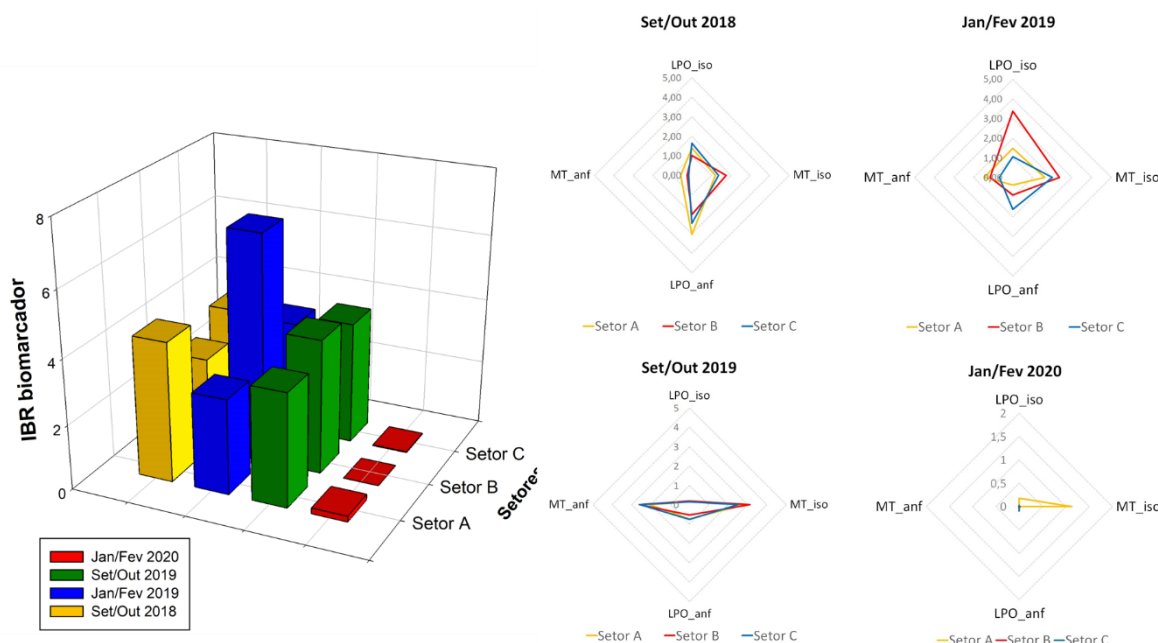 8
6
4
2
0
IBR biomarcador
Setor C
Setor B
Setor A
Setores
Jan/Fev 2020
Set/Out 2019
Jan/Fev 2019
Set/Out 2018
Set/Out 2018
LPO_iso
5,00
4,00
3,00
2,00
1,00
0,00
MT_anf
MT_iso
LPO_anf
Setor A Setor B Setor C
Jan/Fev 2019
LPO_iso
5,00
4,00
3,00
2,00
1,00
0,00
MT_anf
MT_iso
LPO_anf
Setor A Setor B Setor C
Set/Out 2019
LPO_iso
5
4
3
2
1
0
MT_anf
MT_iso
LPO_anf
Setor A Setor B Setor C
Jan/Fev 2020
LPO_iso
2
1,5
1
0,5
0
MT_anf
MT_iso
LPO_anf
Setor A Setor B Setor C